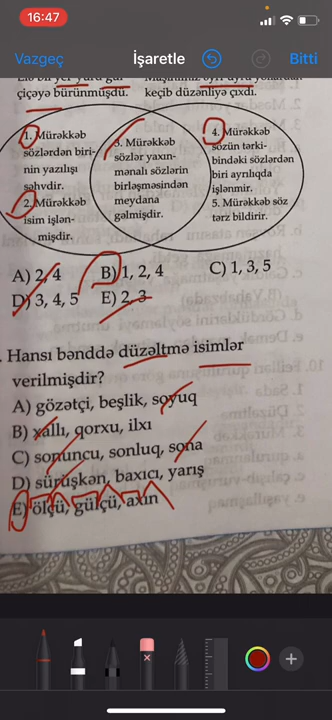 16:47
Vazgeç
İşaretle
Bitti
çiçəyə bürünmüşdü.
keçib düzənliyə çıxdı.
1. Mürəkkəb
sözlərdən biri-
nin yazılışı
səhvdir.
2. Mürəkkəb
isim işlən-
mişdir.
3. Mürəkkəb
sözlər yaxın-
mənalı sözlərin
birləşməsindən
meydana
gəlmişdir.
4. Mürəkkəb
sözün tərki-
bindəki sözlərdən
biri ayrılıqda
işlənmir.
5. Mürəkkəb söz
tərz bildirir.
A) 2, 4 B) 1, 2, 4 C) 1, 3, 5
D) 3, 4, 5 E) 2, 3
. Hansı bənddə düzəltmə isimlər
verilmişdir?
A) gözətçi, beşlik, soyuq
B) xallı, qorxu, ilxı
C) sonuncu, sonluq, sona
D) sürüşkən, baxıcı, yarış
E) ölçü, gülçü, axın